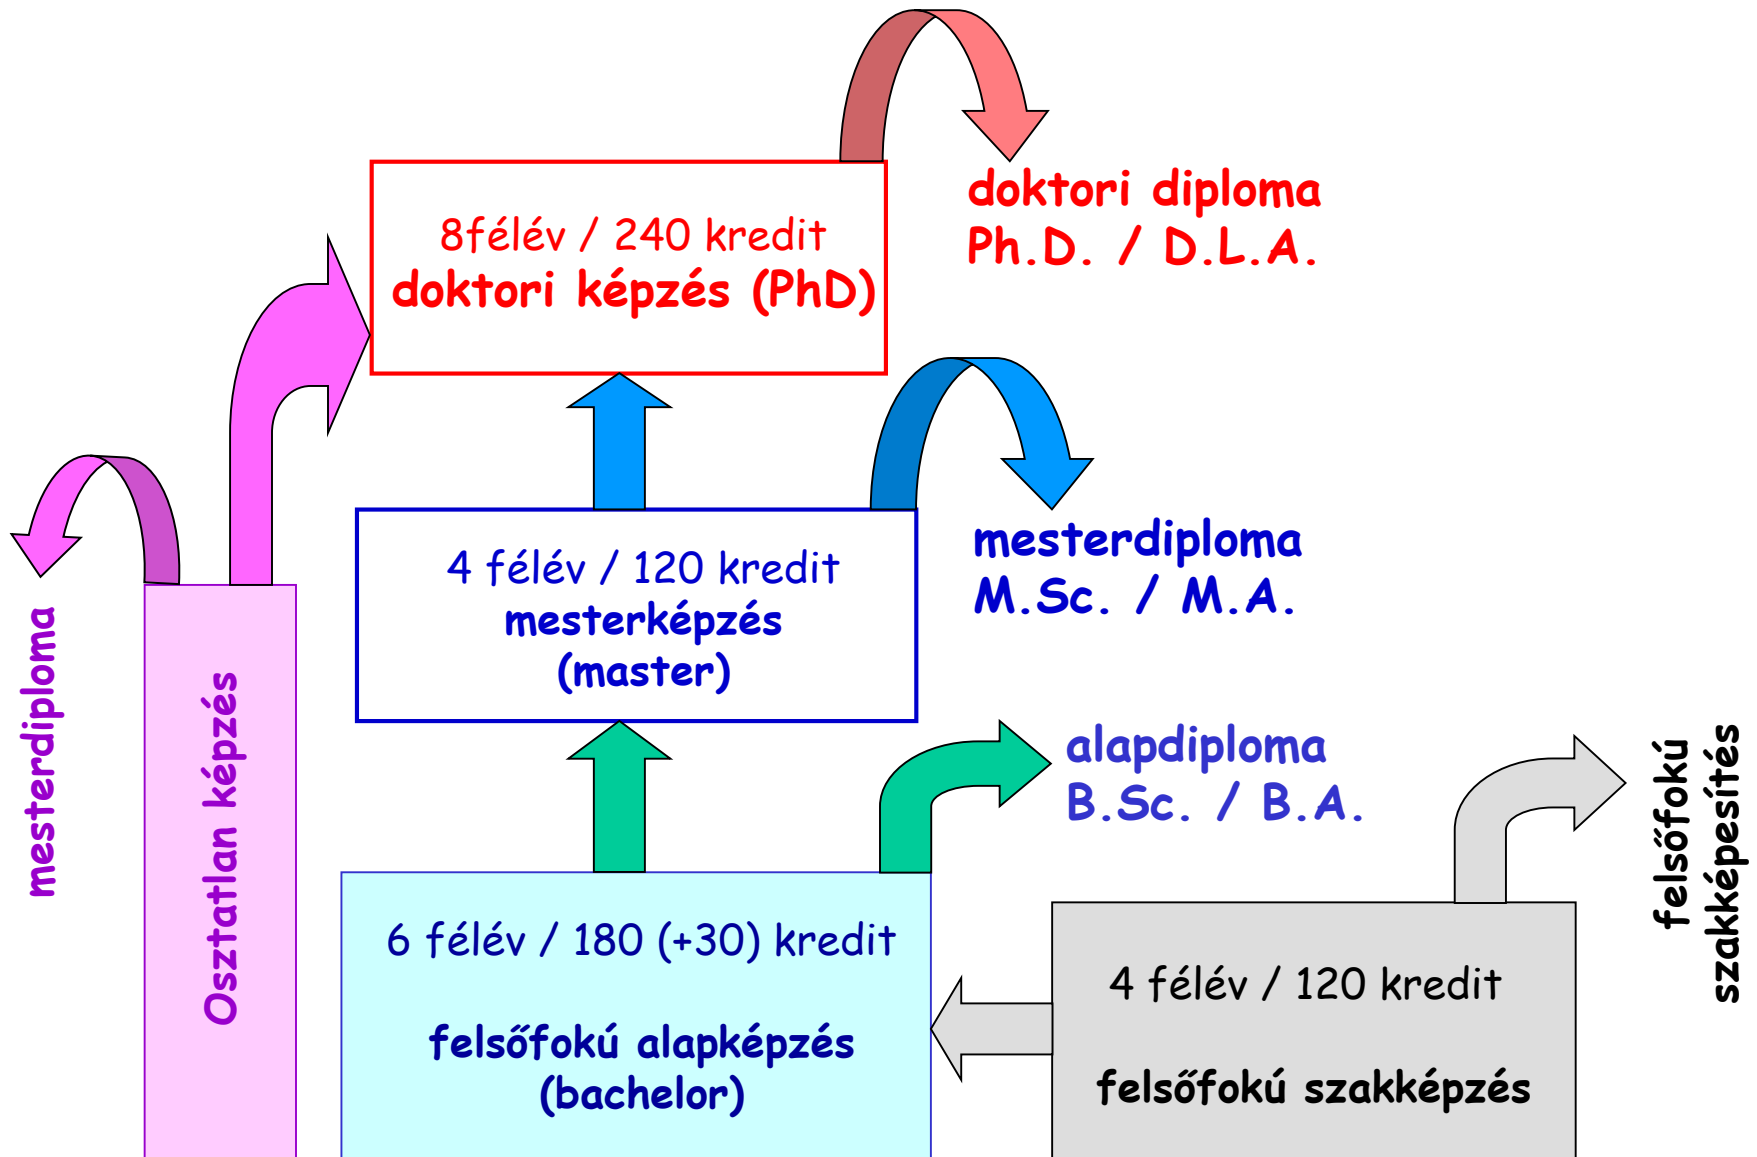 8félév / 240 kredit
doktori képzés (PhD)
doktori diploma
Ph.D. / D.L.A.
4 félév / 120 kredit
mesterképzés
(master)
mesterdiploma
M.Sc. / M.A.
mesterdiploma
Osztatlan képzés
alapdiploma
B.Sc. / B.A.
felsőfokú
szakképesítés
6 félév / 180 (+30) kredit
felsőfokú alapképzés
(bachelor)
4 félév / 120 kredit
felsőfokú szakképzés